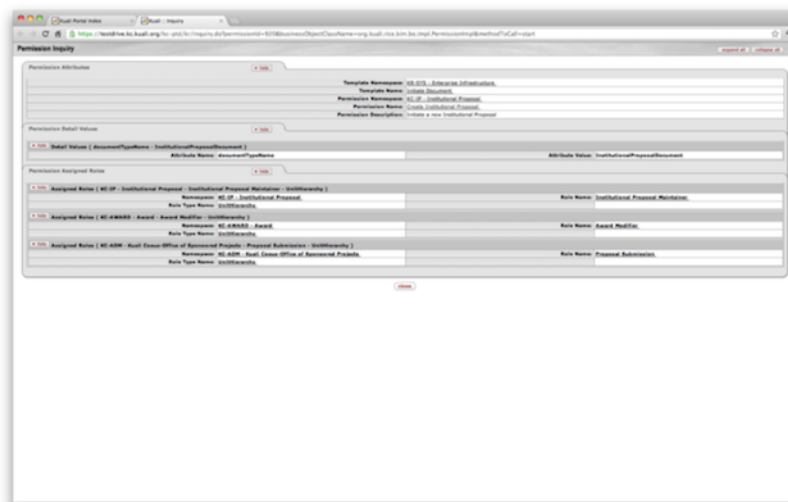 Kuali Portal Index
Kuali :: Inquiry
https://testdrive.kc.kuali.org/kc-ptd/kr/inquiry.do?permissionId=920&businessObjectClassName=org.kuali.rice.kim.bo.impl.PermissionImpl&methodToCall=start
Permission Inquiry
expand all collapse all
Permission Attributes
hide
Template Namespace: KR-SYS - Enterprise Infrastructure
Template Name: Initiate Document
Permission Namespace: KC-IP - Institutional Proposal
Permission Name: Create Institutional Proposal
Permission Description: Initiate a new Institutional Proposal
Permission Detail Values
hide
hide Detail Values ( documentTypeName - InstitutionalProposalDocument )
Attribute Name: documentTypeName Attribute Value: InstitutionalProposalDocument
Permission Assigned Roles
hide
hide Assigned Roles ( KC-IP - Institutional Proposal - Institutional Proposal Maintainer - UnitHierarchy )
Namespace: KC-IP - Institutional Proposal Role Name: Institutional Proposal Maintainer
Role Type Name: UnitHierarchy
hide Assigned Roles ( KC-AWARD - Award - Award Modifier - UnitHierarchy )
Namespace: KC-AWARD - Award Role Name: Award Modifier
Role Type Name: UnitHierarchy
hide Assigned Roles ( KC-ADM - Kuali Coeus-Office of Sponsored Projects - Proposal Submission - UnitHierarchy )
Namespace: KC-ADM - Kuali Coeus-Office of Sponsored Projects Role Name: Proposal Submission
Role Type Name: UnitHierarchy
close